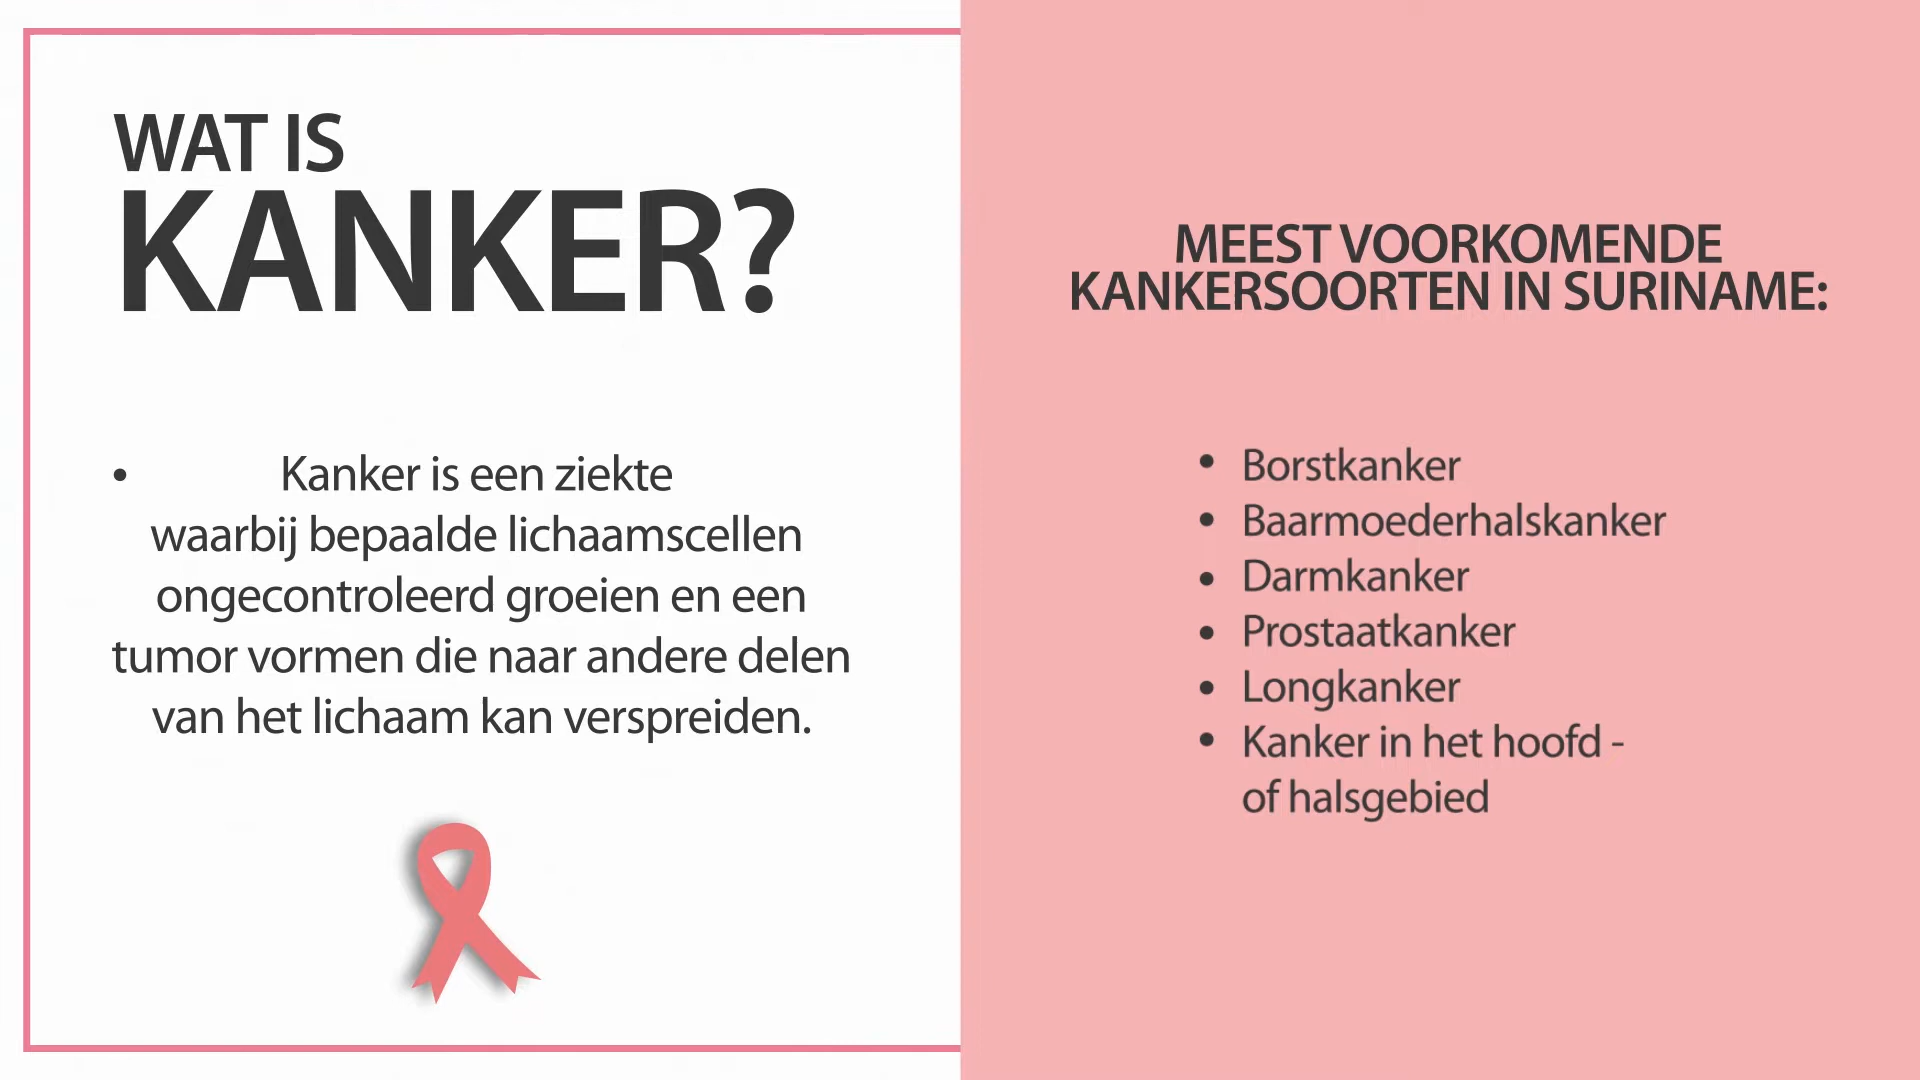 WAT IS
KANKER?
• Kanker is een ziekte
waarbij bepaalde lichaamscellen
ongecontroleerd groeien en een
tumor vormen die naar andere delen
van het lichaam kan verspreiden.
MEEST VOORKOMENDE
KANKERSOORTEN IN SURINAME:
• Borstkanker
• Baarmoederhalskanker
• Darmkanker
• Prostaatkanker
• Longkanker
• Kanker in het hoofd -
of halsgebied